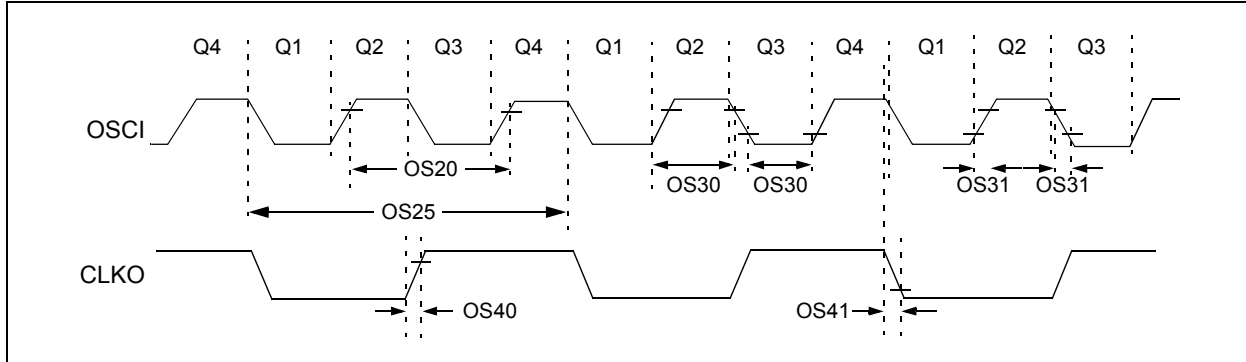 Q4 Q1 Q2 Q3 Q4 Q1 Q2 Q3 Q4 Q1 Q2 Q3
OSCI
OS20
OS30 OS30
OS31 OS31
OS25
CLKO
OS40
OS41